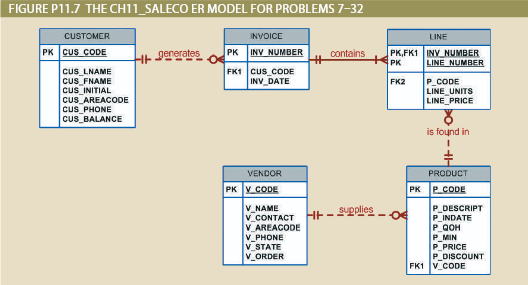 FIGURE P11.7 THE CH11_SALECO ER MODEL FOR PROBLEMS 7–32
CUSTOMER
PK CUS_CODE
CUS_LNAME
CUS_FNAME
CUS_INITIAL
CUS_AREACODE
CUS_PHONE
CUS_BALANCE
generates
INVOICE
PK INV_NUMBER
FK1 CUS_CODE
INV_DATE
contains
LINE
PK,FK1 INV_NUMBER
PK LINE_NUMBER
FK2 P_CODE
LINE_UNITS
LINE_PRICE
is found in
VENDOR
PK V_CODE
V_NAME
V_CONTACT
V_AREACODE
V_PHONE
V_STATE
V_ORDER
supplies
PRODUCT
PK P_CODE
P_DESCRIPT
P_INDATE
P_QOH
P_MIN
P_PRICE
P_DISCOUNT
FK1 V_CODE